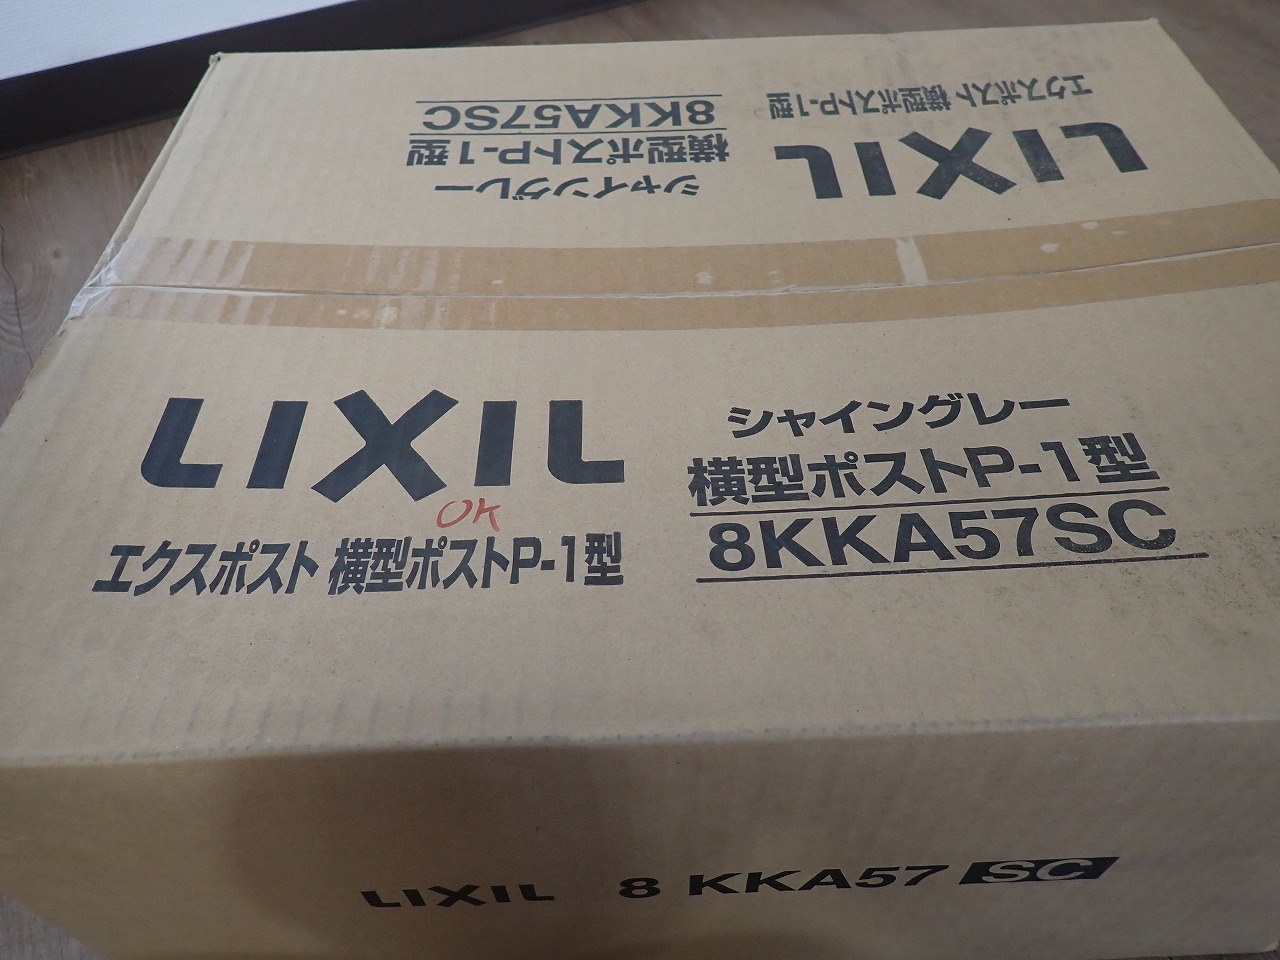 エクスポスト 横型ポストP-1型
LIXIL
シャイングレー
横型ポストP-1型
8KKA57SC
LIXIL
OK
エクスポスト 横型ポストP-1型
シャイングレー
横型ポストP-1型
8KKA57SC
LIXIL 8 KKA57 SC